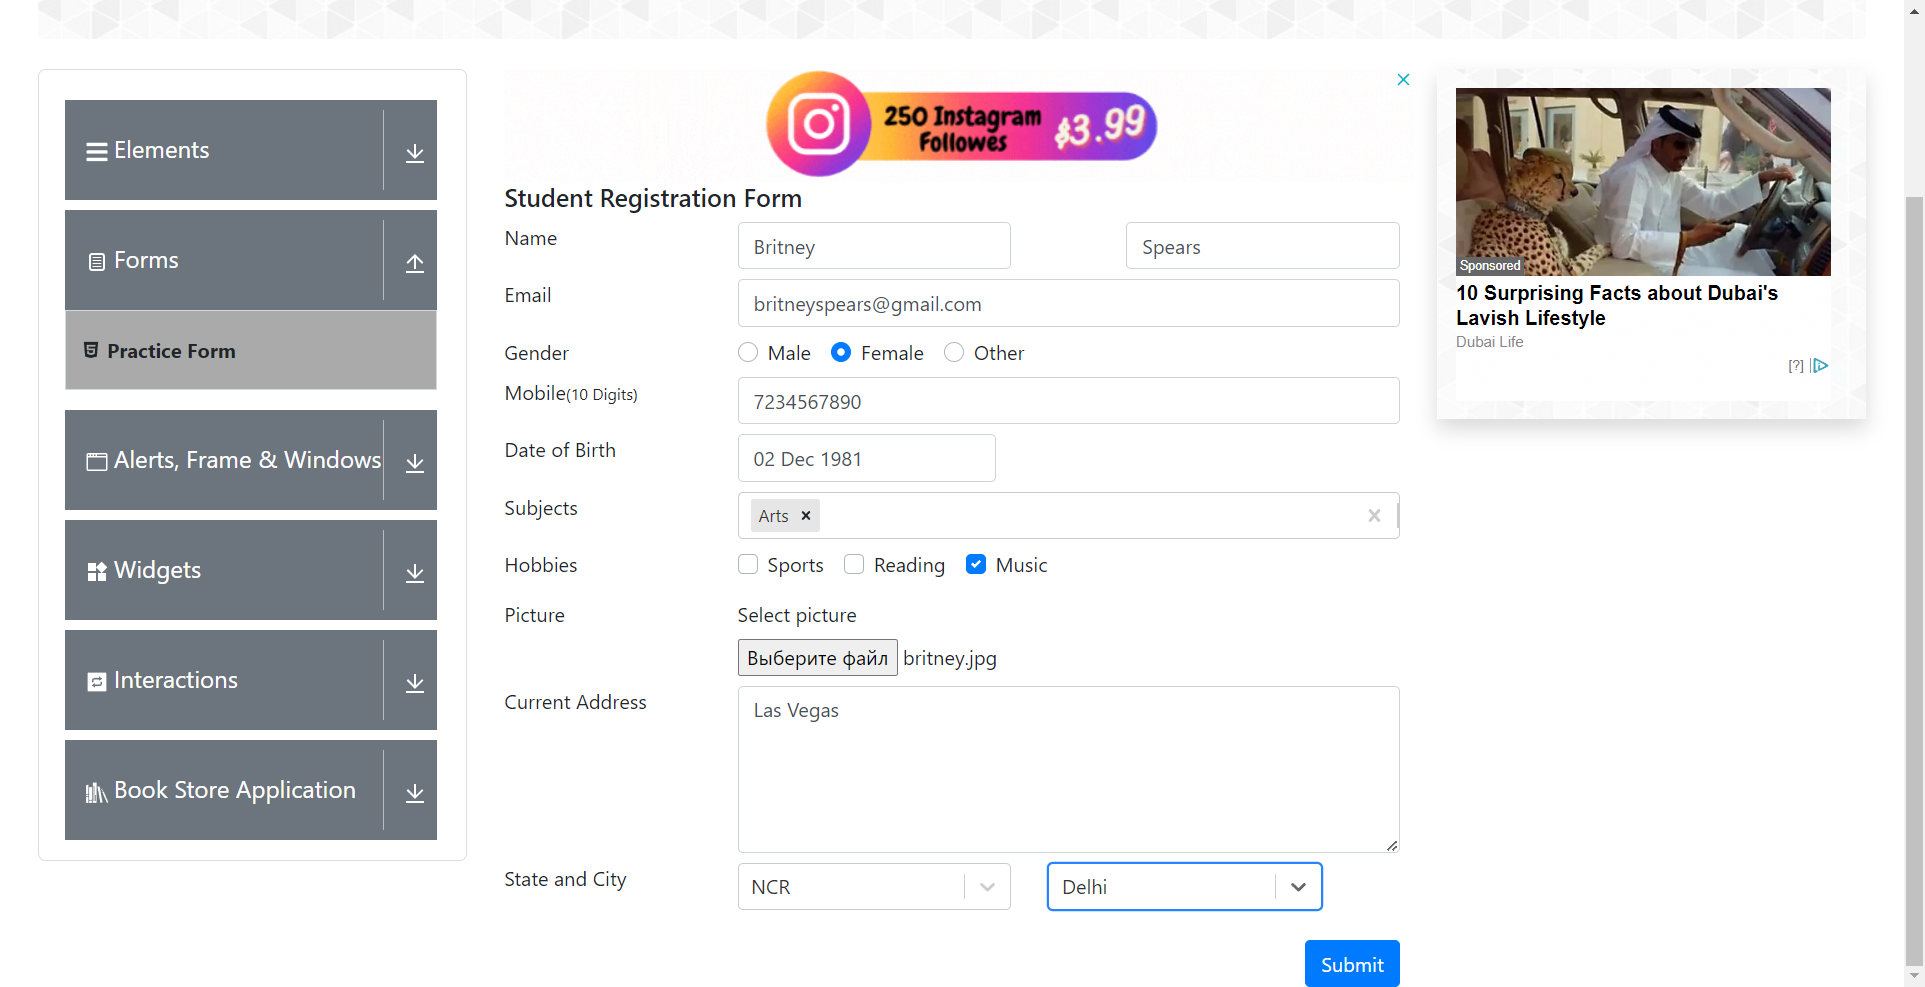 Elements
Forms
Practice Form
Alerts, Frame & Windows
Widgets
Interactions
Book Store Application
250 Instagram
Followes
$3.99
Student Registration Form
Name
Britney
Spears
Email
britneyspears@gmail.com
Gender
Male
Female
Other
Mobile(10 Digits)
7234567890
Date of Birth
02 Dec 1981
Subjects
Arts
Hobbies
Sports
Reading
Music
Picture
Select picture
Выберите файл britney.jpg
Current Address
Las Vegas
State and City
NCR
Delhi
Submit
Sponsored
10 Surprising Facts about Dubai's
Lavish Lifestyle
Dubai Life
[?]